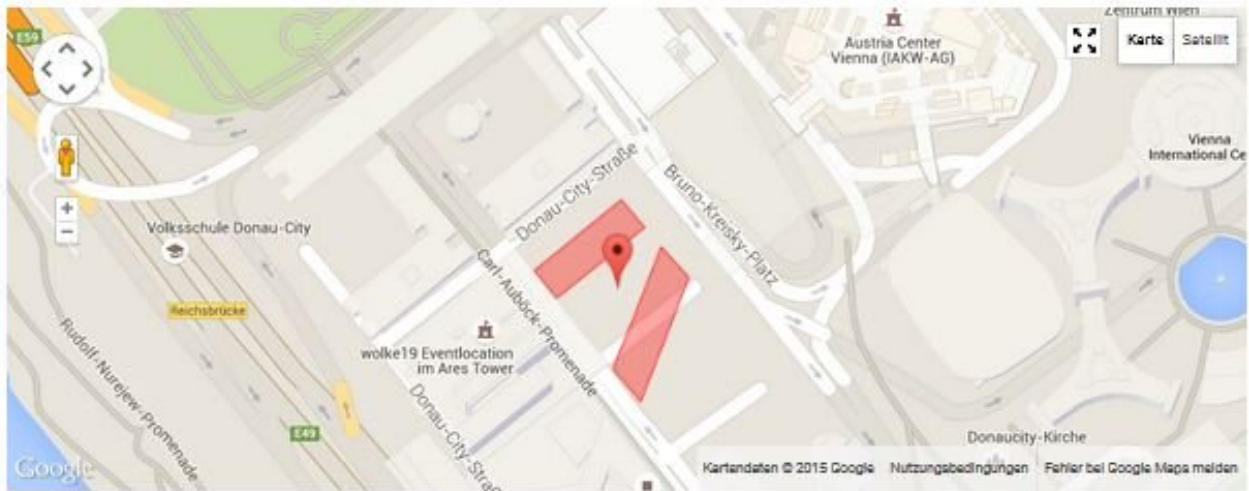 E59
Zentrum Wien
Austria Center
Vienna (IAKW-AG)
Karte
Satellit
Vienna
International Ce
Donau-City-Straße
Bruno-Kreisky-Platz
+
−
Volksschule Donau-City
Carl-Auböck-Promenade
Reichsbrücke
Rudolf-Nurejew-Promenade
wolke19 Eventlocation
im Ares Tower
Donau-City-Straß
E49
Donaucity-Kirche
Google
Kartendaten © 2015 Google
Nutzungsbedingungen
Fehler bei Google Maps melden